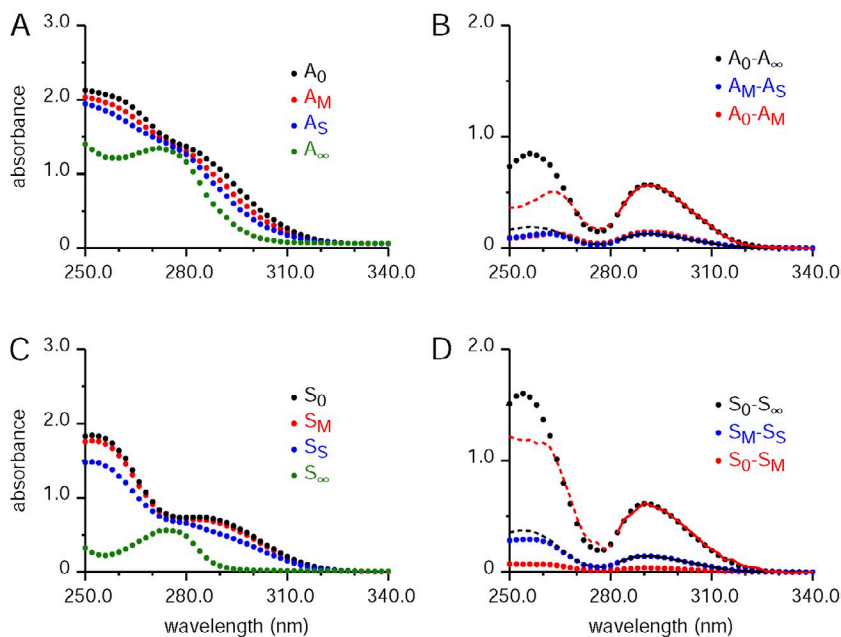 A
3.0
2.0
1.0
0
absorbance
250.0
280.0
310.0
340.0
A0
AM
AS
A∞
B
2.0
1.0
0
250.0
280.0
310.0
340.0
A0-A∞
AM-AS
A0-AM
C
3.0
2.0
1.0
0
absorbance
250.0
280.0
310.0
340.0
wavelength (nm)
S0
SM
SS
S∞
D
2.0
1.0
0
250.0
280.0
310.0
340.0
wavelength (nm)
S0-S∞
SM-SS
S0-SM